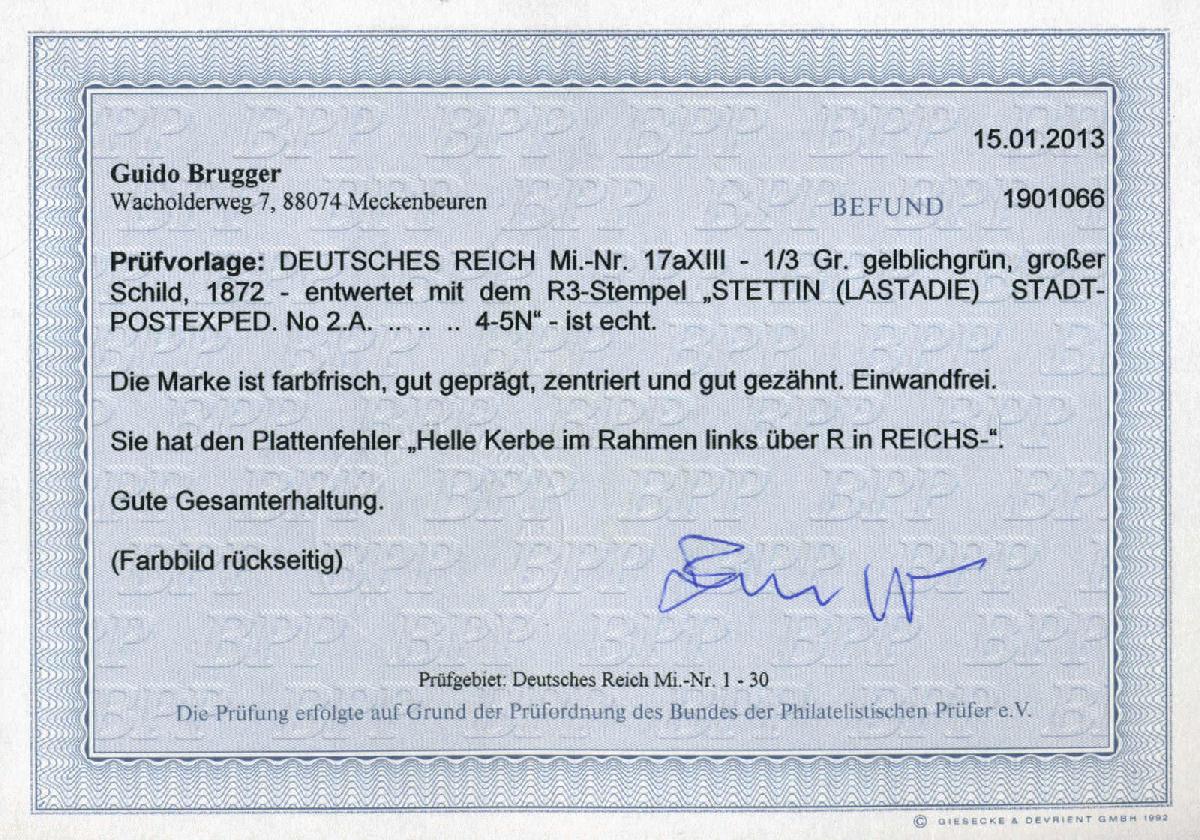 15.01.2013
Guido Brugger
Wacholderweg 7, 88074 Meckenbeuren
BEFUND 1901066
Prüfvorlage: DEUTSCHES REICH Mi.-Nr. 17aXIII - 1/3 Gr. gelblichgrün, großer
Schild, 1872 - entwertet mit dem R3-Stempel „STETTIN (LASTADIE) STADT-
POSTEXPED. No 2.A. .. .. .. 4-5N“ - ist echt.
Die Marke ist farbfrisch, gut geprägt, zentriert und gut gezähnt. Einwandfrei.
Sie hat den Plattenfehler „Helle Kerbe im Rahmen links über R in REICHS-“.
Gute Gesamterhaltung.
(Farbbild rückseitig)
Prüfgebiet: Deutsches Reich Mi.-Nr. 1 - 30
Die Prüfung erfolgte auf Grund der Prüfordnung des Bundes der Philatelistischen Prüfer e.V.
© GIESECKE & DEVRIENT GMBH 1992